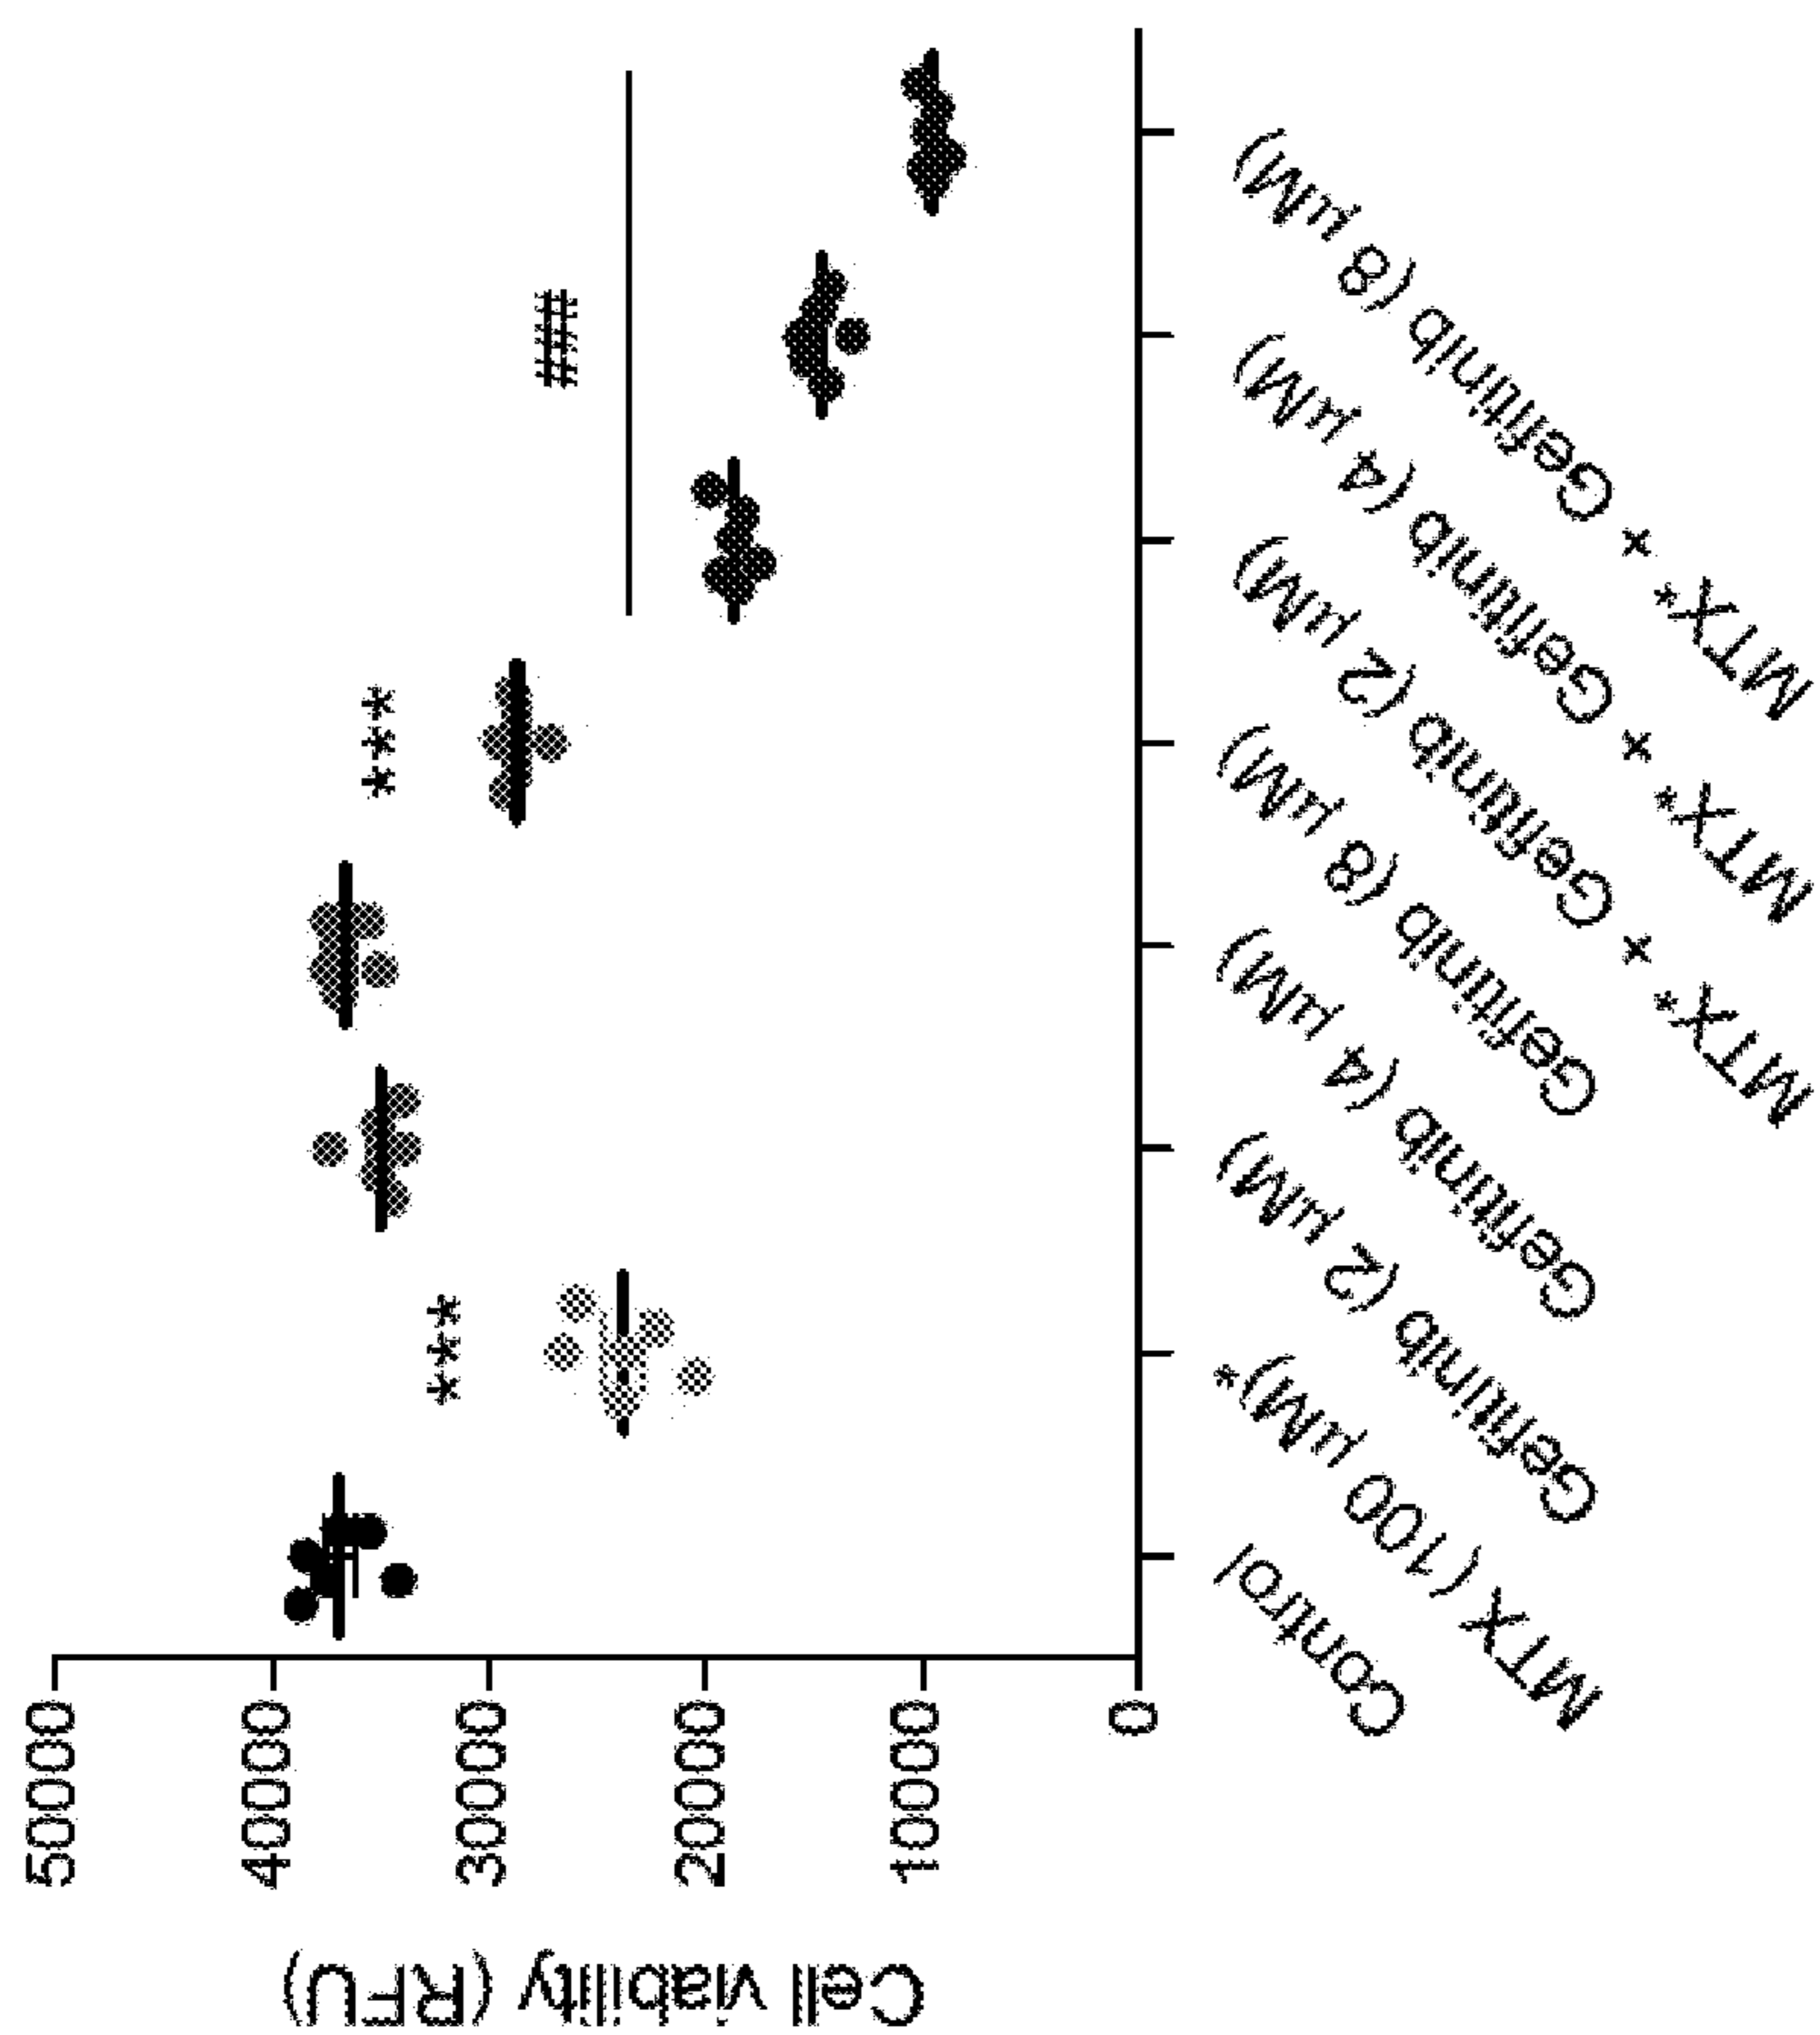 Cell viability (RFU)
50000
40000
30000
20000
10000
0
***
***
###
Control
MTX (100 µM)*
Gefitinib (2 µM)
Gefitinib (4 µM)
Gefitinib (8 µM)
MTX* + Gefitinib (2 µM)
MTX* + Gefitinib (4 µM)
MTX* + Gefitinib (8 µM)